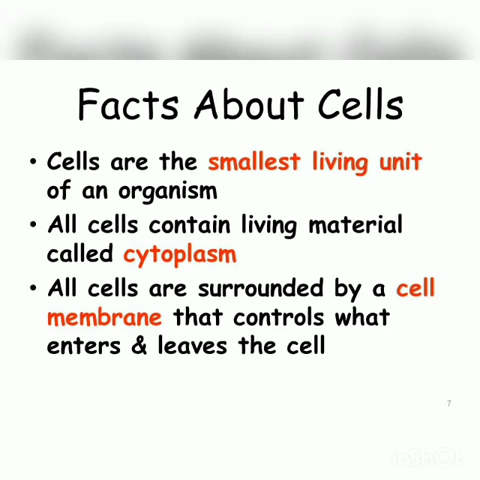 Facts About Cells
• Cells are the smallest living unit
of an organism
• All cells contain living material
called cytoplasm
• All cells are surrounded by a cell
membrane that controls what
enters & leaves the cell
7
InShOt